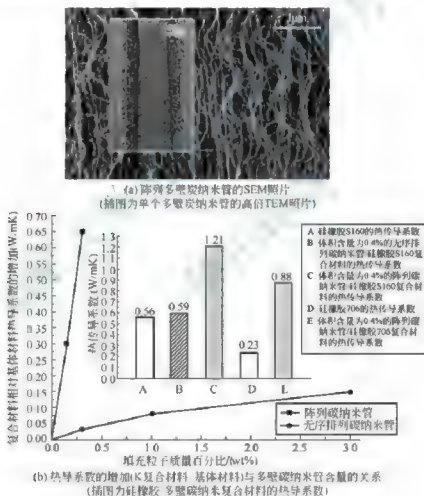 1μm
(a) 阵列多壁炭纳米管的SEM照片
(插图为单个多壁炭纳米管的高倍TEM照片)
复合材料相对基体材料热导系数的增加(W.mK)
0.70
0.65
0.60
0.55
0.50
0.45
0.40
0.35
0.30
0.25
0.20
0.15
0.10
0.05
0.00
热传导系数 (W/mK)
1.3
1.2
1.1
1.0
0.9
0.8
0.7
0.6
0.5
0.4
0.3
0.2
0.1
0
0.56
0.59
1.21
0.23
0.88
A B C D E
A 硅橡胶S160的热传导系数
B 体积含量为0.4%的无序排
列碳纳米管/硅橡胶S160复
合材料的热传导系数
C 体积含量为0.4%的阵列碳
纳米管/硅橡胶S160复合材
料的热传导系数
D 硅橡胶706的热传导系数
E 体积含量为0.4%的阵列碳
纳米管/硅橡胶706复合材
料的热传导系数
阵列碳纳米管
无序排列碳纳米管
0.0 0.5 1.0 1.5 2.0 2.5 3.0
填充粒子质量百分比/(wt%)
(b) 热导系数的增加(K复合材料-基体材料)与多壁碳纳米管含量的关系
(插图为硅橡胶 多壁碳纳米复合材料的热导系数)